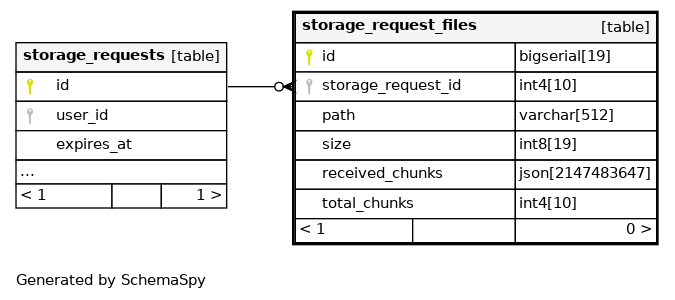 storage_requests [table]
id
user_id
expires_at
...
< 1 1 >
storage_request_files [table]
id bigserial[19]
storage_request_id int4[10]
path varchar[512]
size int8[19]
received_chunks json[2147483647]
total_chunks int4[10]
< 1 0 >
Generated by SchemaSpy